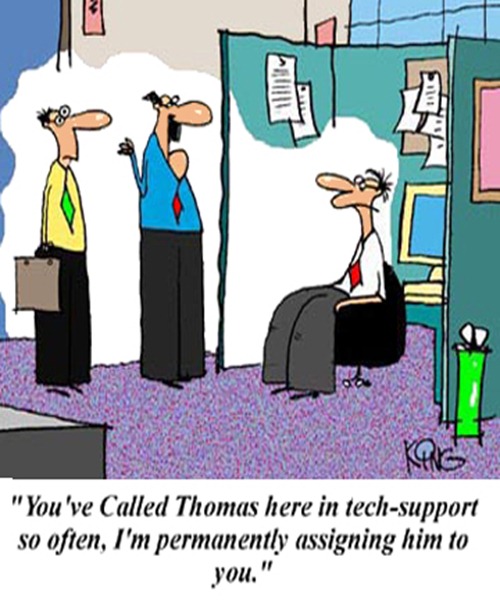 KING
"You've Called Thomas here in tech-support
so often, I'm permanently assigning him to
you."